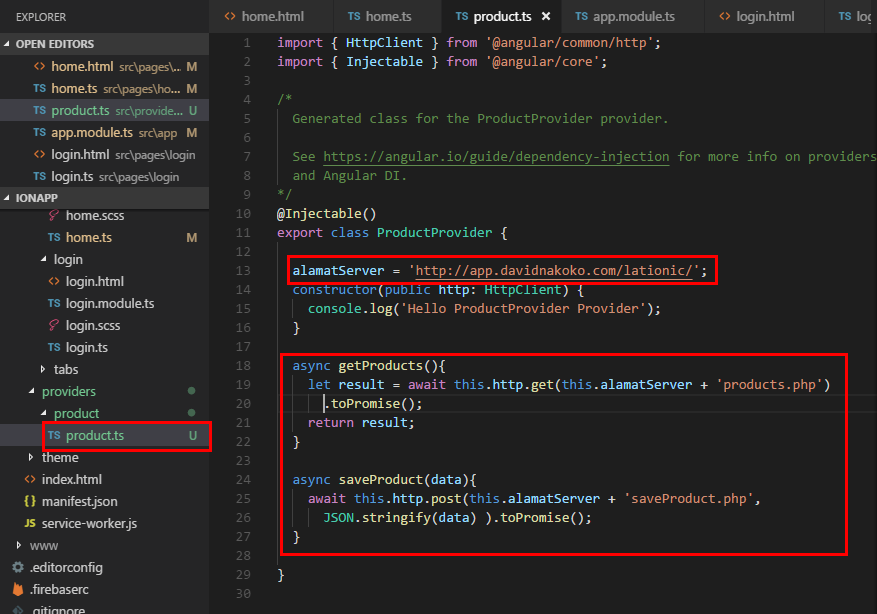 EXPLORER
OPEN EDITORS
home.html src\pages\... M
home.ts src\pages\ho... M
product.ts src\provide... U
app.module.ts src\app M
login.html src\pages\login
login.ts src\pages\login
IONAPP
home.scss
TS home.ts M
login
login.html
TS login.ts
login.module.ts
login.scss
TS login.ts
tabs
providers
product
TS product.ts U
theme
index.html
manifest.json
JS service-worker.js
www
.editorconfig
.firebaserc
.gitignore
home.html TS home.ts TS product.ts × TS app.module.ts login.html TS log
1 import { HttpClient } from '@angular/common/http';
2 import { Injectable } from '@angular/core';
3
4 /*
5 Generated class for the ProductProvider provider.
6
7 See https://angular.io/guide/dependency-injection for more info on providers
8 and Angular DI.
9 */
10 @Injectable()
11 export class ProductProvider {
12
13 alamatServer = 'http://app.davidnakoko.com/lationic/';
14 constructor(public http: HttpClient) {
15 console.log('Hello ProductProvider Provider');
16 }
17
18 async getProducts(){
19 let result = await this.http.get(this.alamatServer + 'products.php')
20 .toPromise();
21 return result;
22 }
23
24 async saveProduct(data){
25 await this.http.post(this.alamatServer + 'saveProduct.php',
26 JSON.stringify(data) ).toPromise();
27 }
28
29 }
30